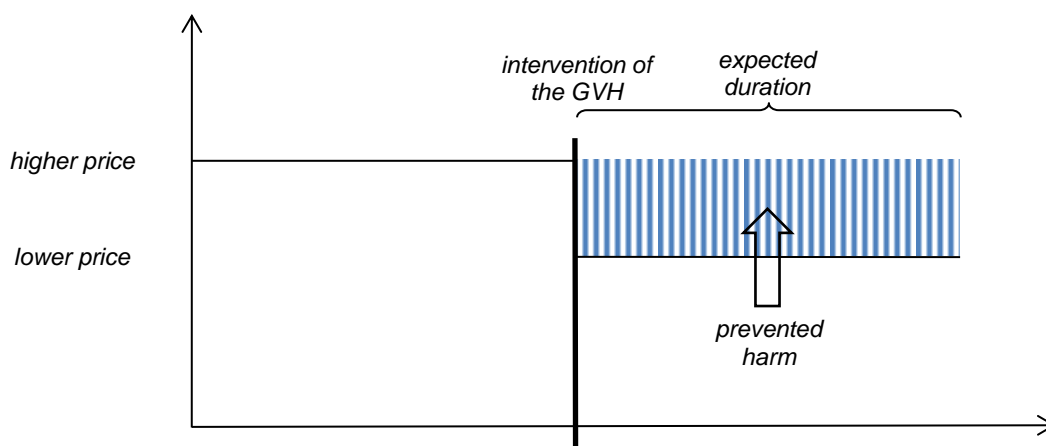 intervention of
the GVH
expected
duration
higher price
lower price
prevented
harm